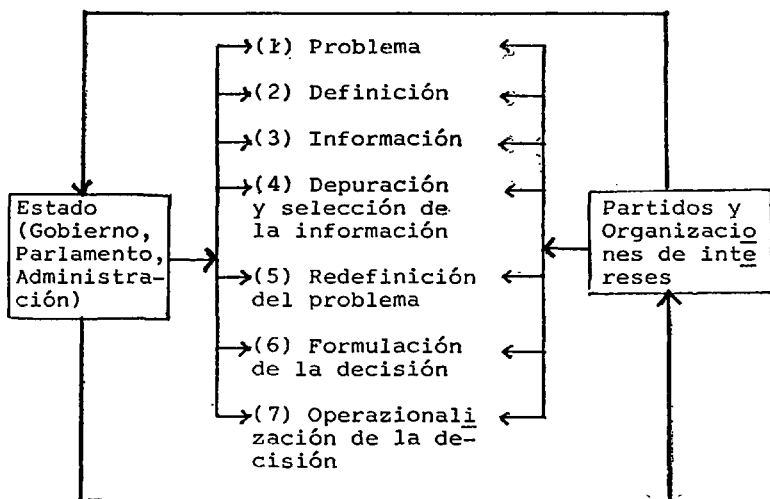 (1) Problema
(2) Definición
(3) Información
(4) Depuración
y selección de
la información
(5) Redefinición
del problema
(6) Formulación
de la decisión
(7) Operazionali
zación de la de-
cisión
Estado
(Gobierno,
Parlamento,
Administra-
ción)
Partidos y
Organizacio
nes de inte
reses